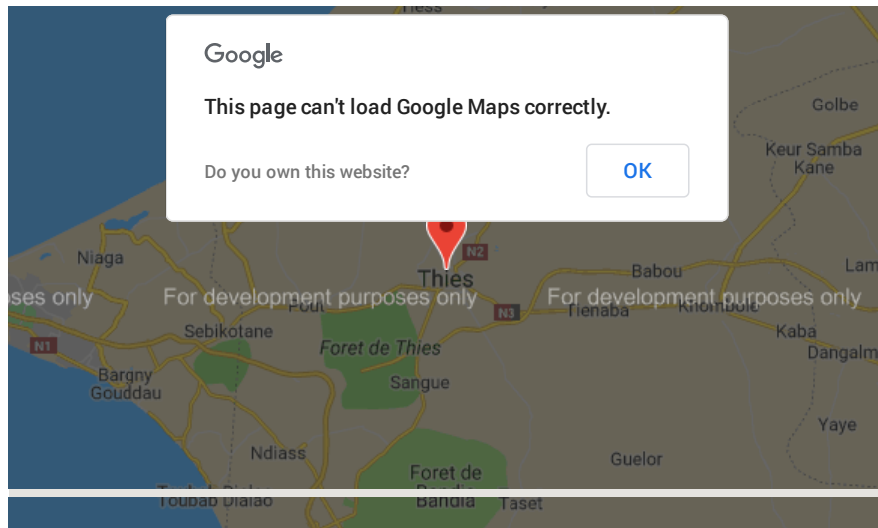 Thess
Google
This page can't load Google Maps correctly.
Do you own this website?
OK
Golbe
Keur Samba
Kane
N2
Niaga
Thies
Babou
Lam
oses only
For development purposes only
For development purposes only
Pout
N3
Tienaba
Khombole
N1
Sebikotane
Foret de Thies
Kaba
Dangalm
Bargny
Gouddau
Sangue
Yaye
Ndiass
Guelor
Foret de
Bandia
Bandia
Toubab Dialao
Taset